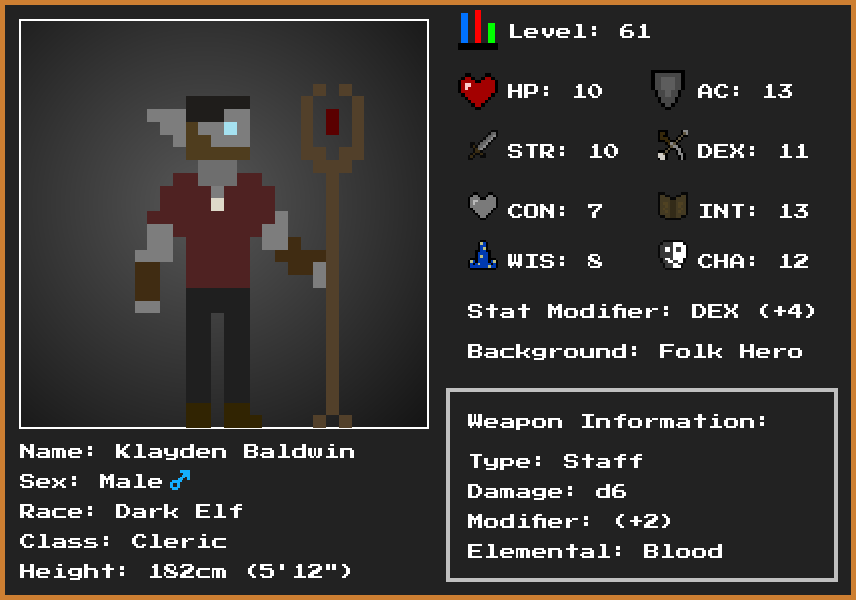 Level: 61
HP: 10 AC: 13
STR: 10 DEX: 11
CON: 7 INT: 13
WIS: 8 CHA: 12
Stat Modifier: DEX (+4)
Background: Folk Hero
Weapon Information:
Type: Staff
Damage: d6
Modifier: (+2)
Elemental: Blood
Name: Klayden Baldwin
Sex: Male ♂
Race: Dark Elf
Class: Cleric
Height: 182cm (5'12")